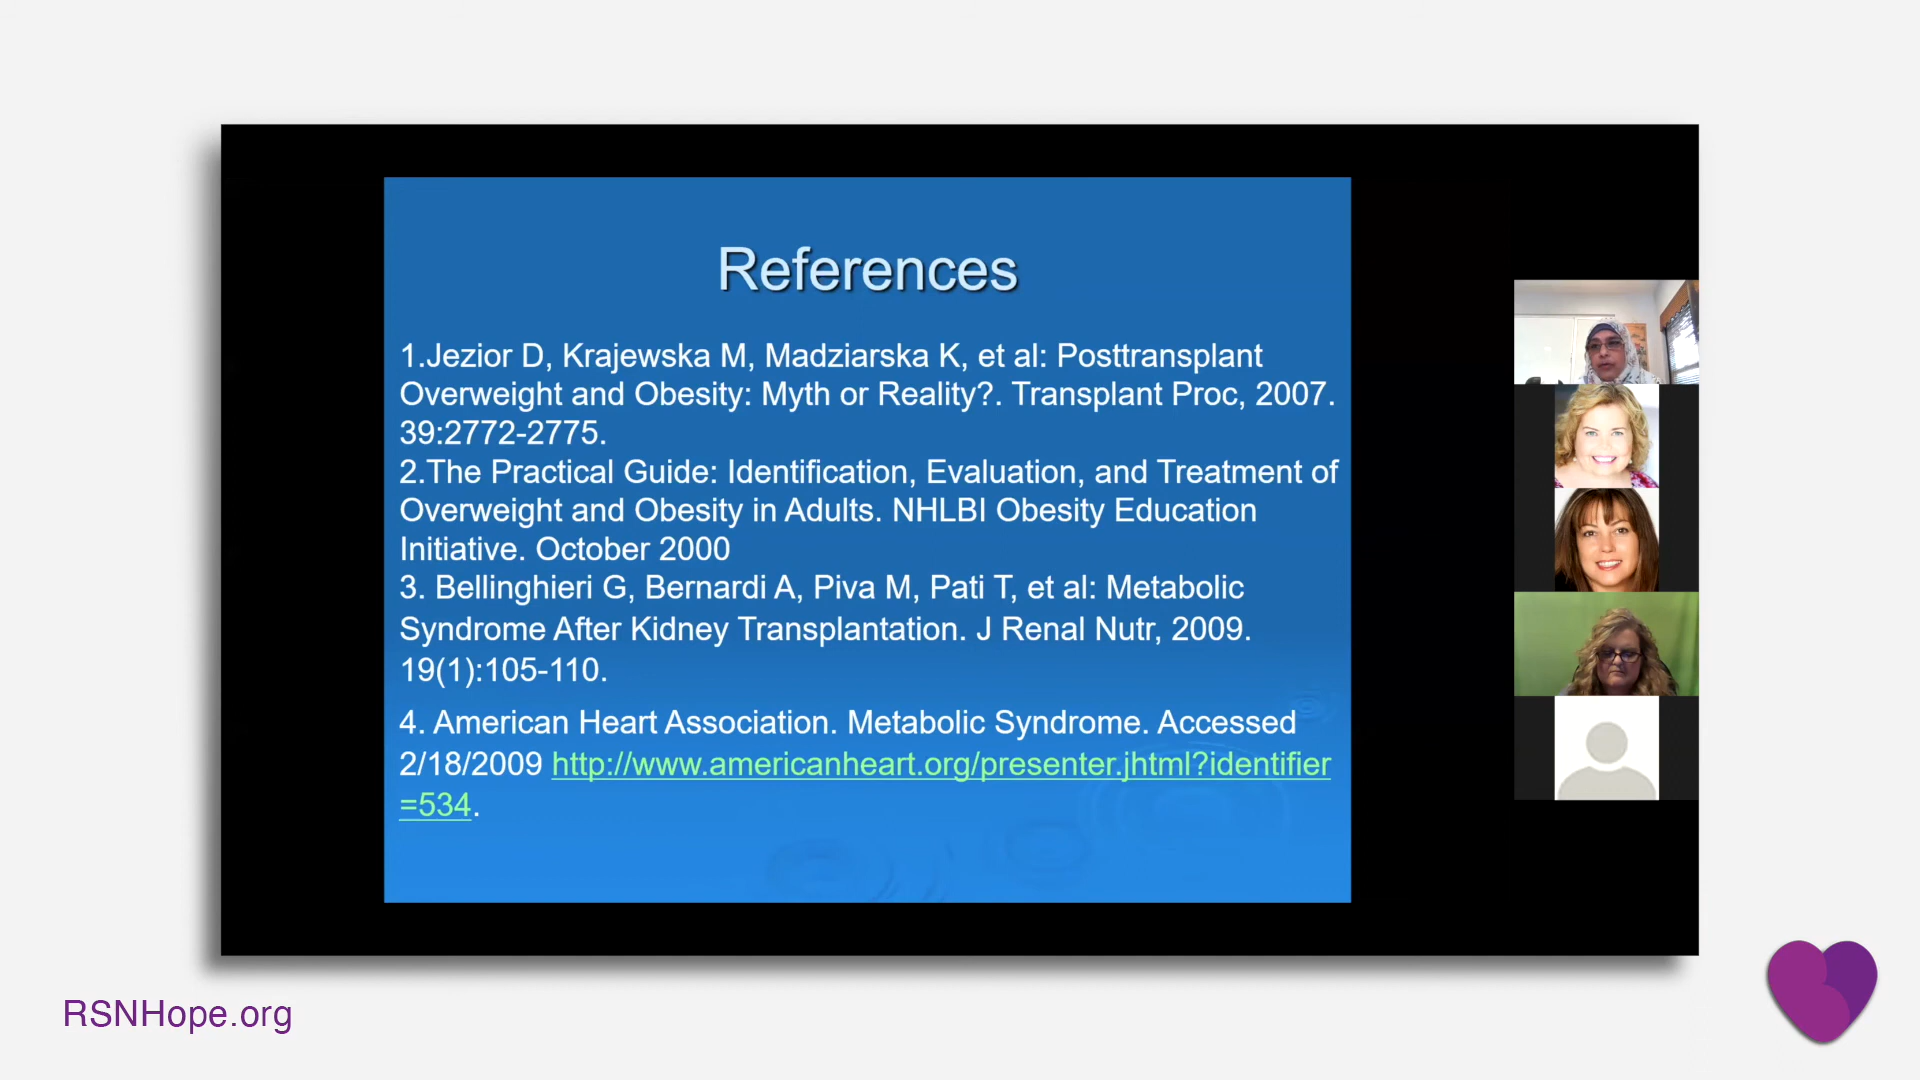 References
1.Jezior D, Krajewska M, Madziarska K, et al: Posttransplant
Overweight and Obesity: Myth or Reality?. Transplant Proc, 2007.
39:2772-2775.
2.The Practical Guide: Identification, Evaluation, and Treatment of
Overweight and Obesity in Adults. NHLBI Obesity Education
Initiative. October 2000
3. Bellinghieri G, Bernardi A, Piva M, Pati T, et al: Metabolic
Syndrome After Kidney Transplantation. J Renal Nutr, 2009.
19(1):105-110.
4. American Heart Association. Metabolic Syndrome. Accessed
2/18/2009 http://www.americanheart.org/presenter.jhtml?identifier
=534.
RSNHope.org